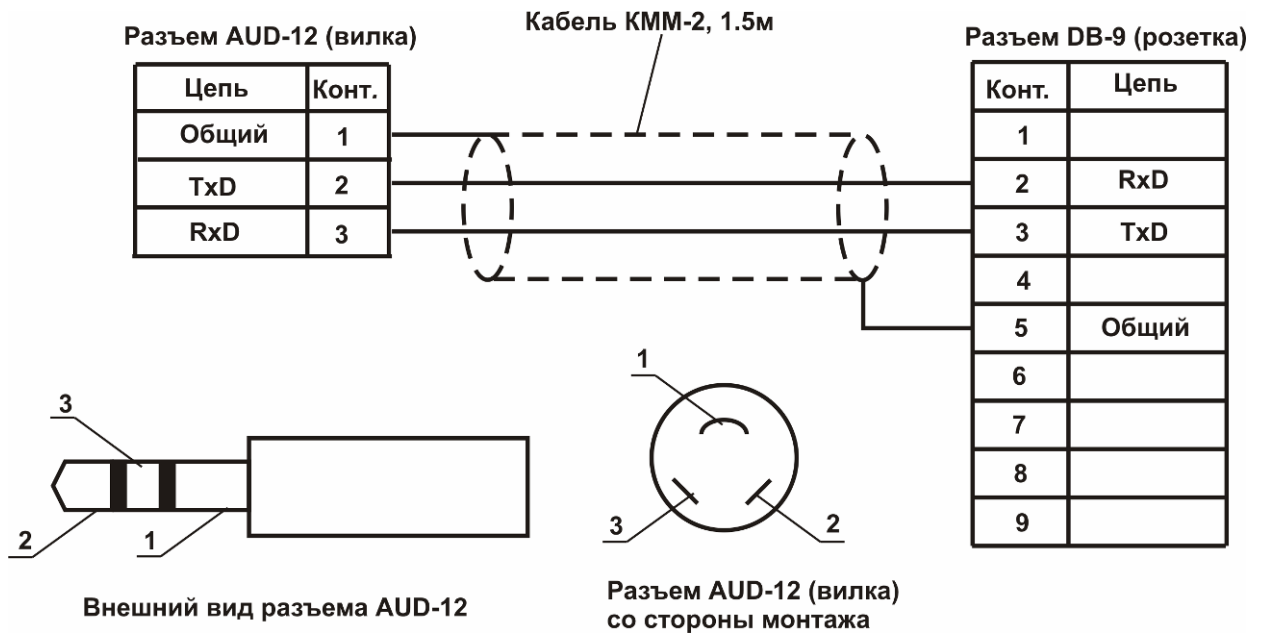 Кабель КММ-2, 1.5м
Разъем AUD-12 (вилка)
Цепь Конт.
Общий 1
TxD 2
RxD 3
Разъем DB-9 (розетка)
Конт. Цепь
1
2 RxD
3 TxD
4
5 Общий
6
7
8
9
3
2
1
Внешний вид разъема AUD-12
1
3
2
Разъем AUD-12 (вилка)
со стороны монтажа